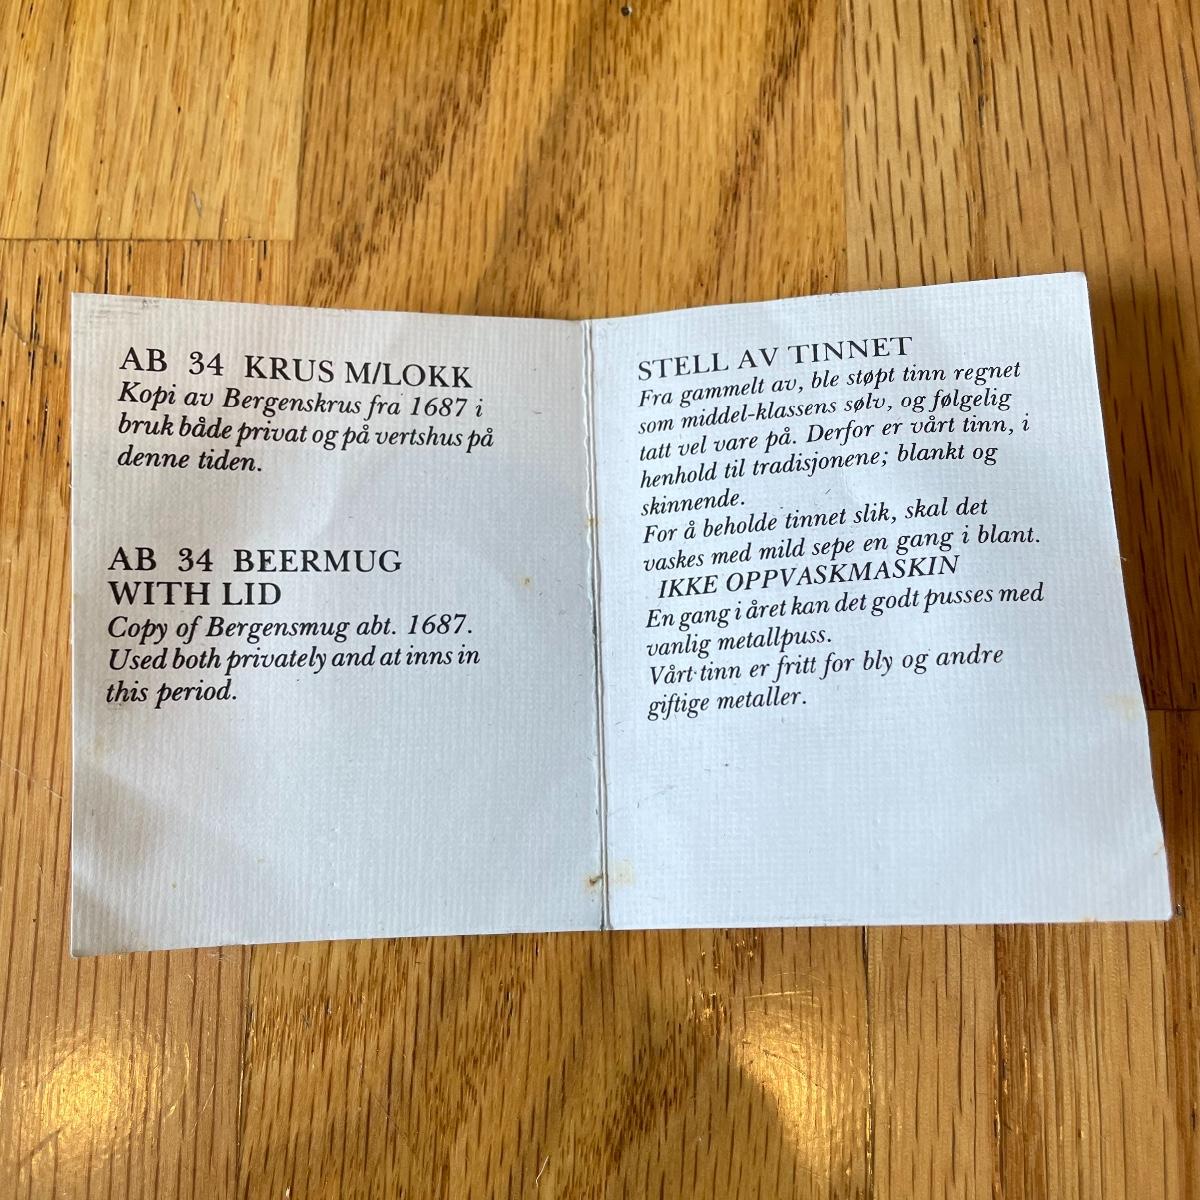 AB 34 KRUS M/LOKK
Kopi av Bergenskrus fra 1687 i
bruk både privat og på vertshus på
denne tiden.
AB 34 BEERMUG
WITH LID
Copy of Bergensmug abt. 1687.
Used both privately and at inns in
this period.
STELL AV TINNET
Fra gammelt av, ble støpt tinn regnet
som middel-klassens sølv, og følgelig
tatt vel vare på. Derfor er vårt tinn, i
henhold til tradisjonene; blankt og
skinnende.
For å beholde tinnet slik, skal det
vaskes med mild sepe en gang i blant.
IKKE OPPVASKMASKIN
En gang i året kan det godt pusses med
vanlig metallpuss.
Vårt tinn er fritt for bly og andre
giftige metaller.